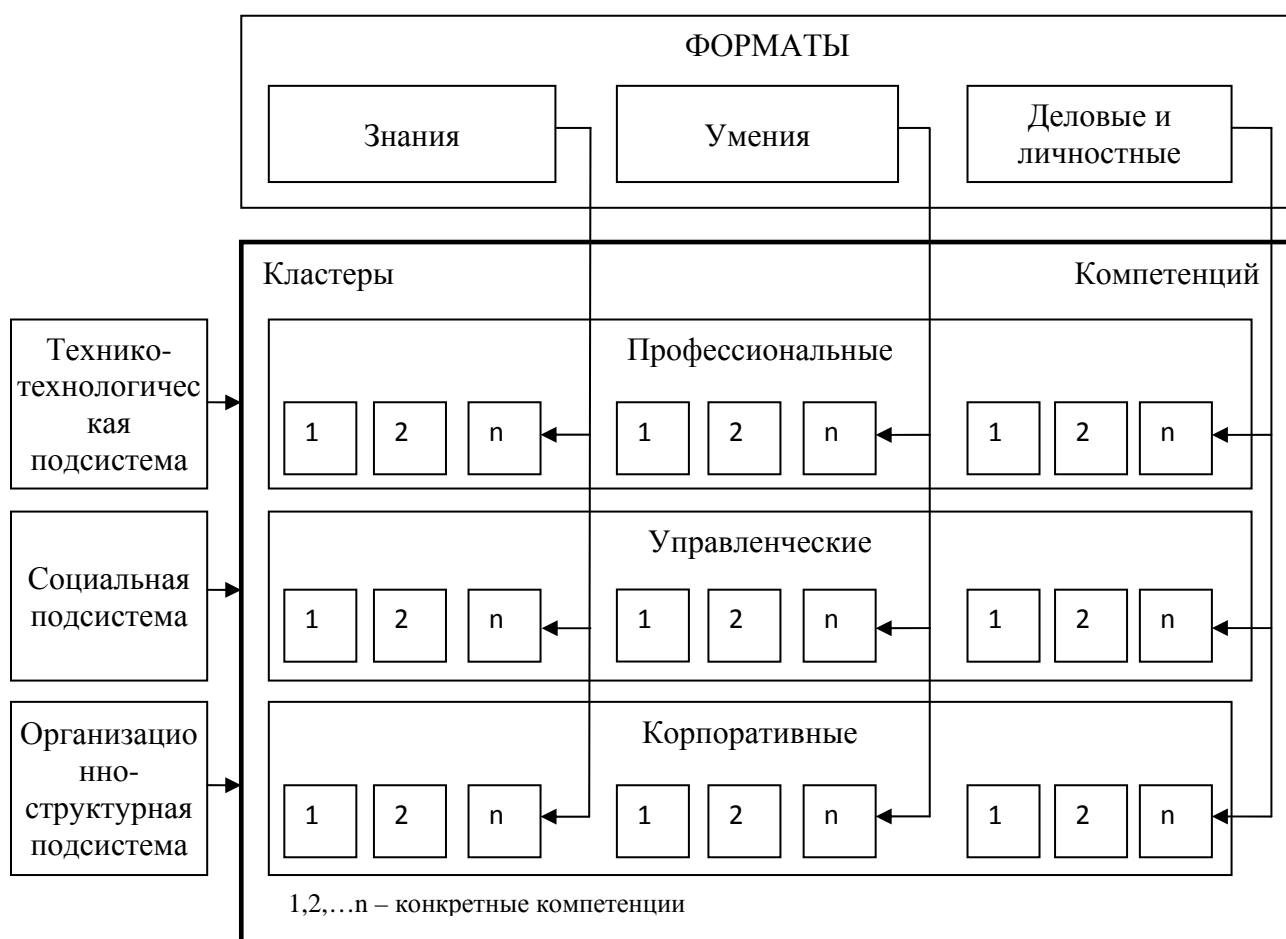 ФОРМАТЫ
Знания
Умения
Деловые и
личностные
Кластеры
Компетенций
Технико-
технологичес
кая
подсистема
Профессиональные
1 2 n 1 2 n 1 2 n
Социальная
подсистема
Управленческие
1 2 n 1 2 n 1 2 n
Организацио
нно-
структурная
подсистема
Корпоративные
1 2 n 1 2 n 1 2 n
1,2,…n – конкретные компетенции